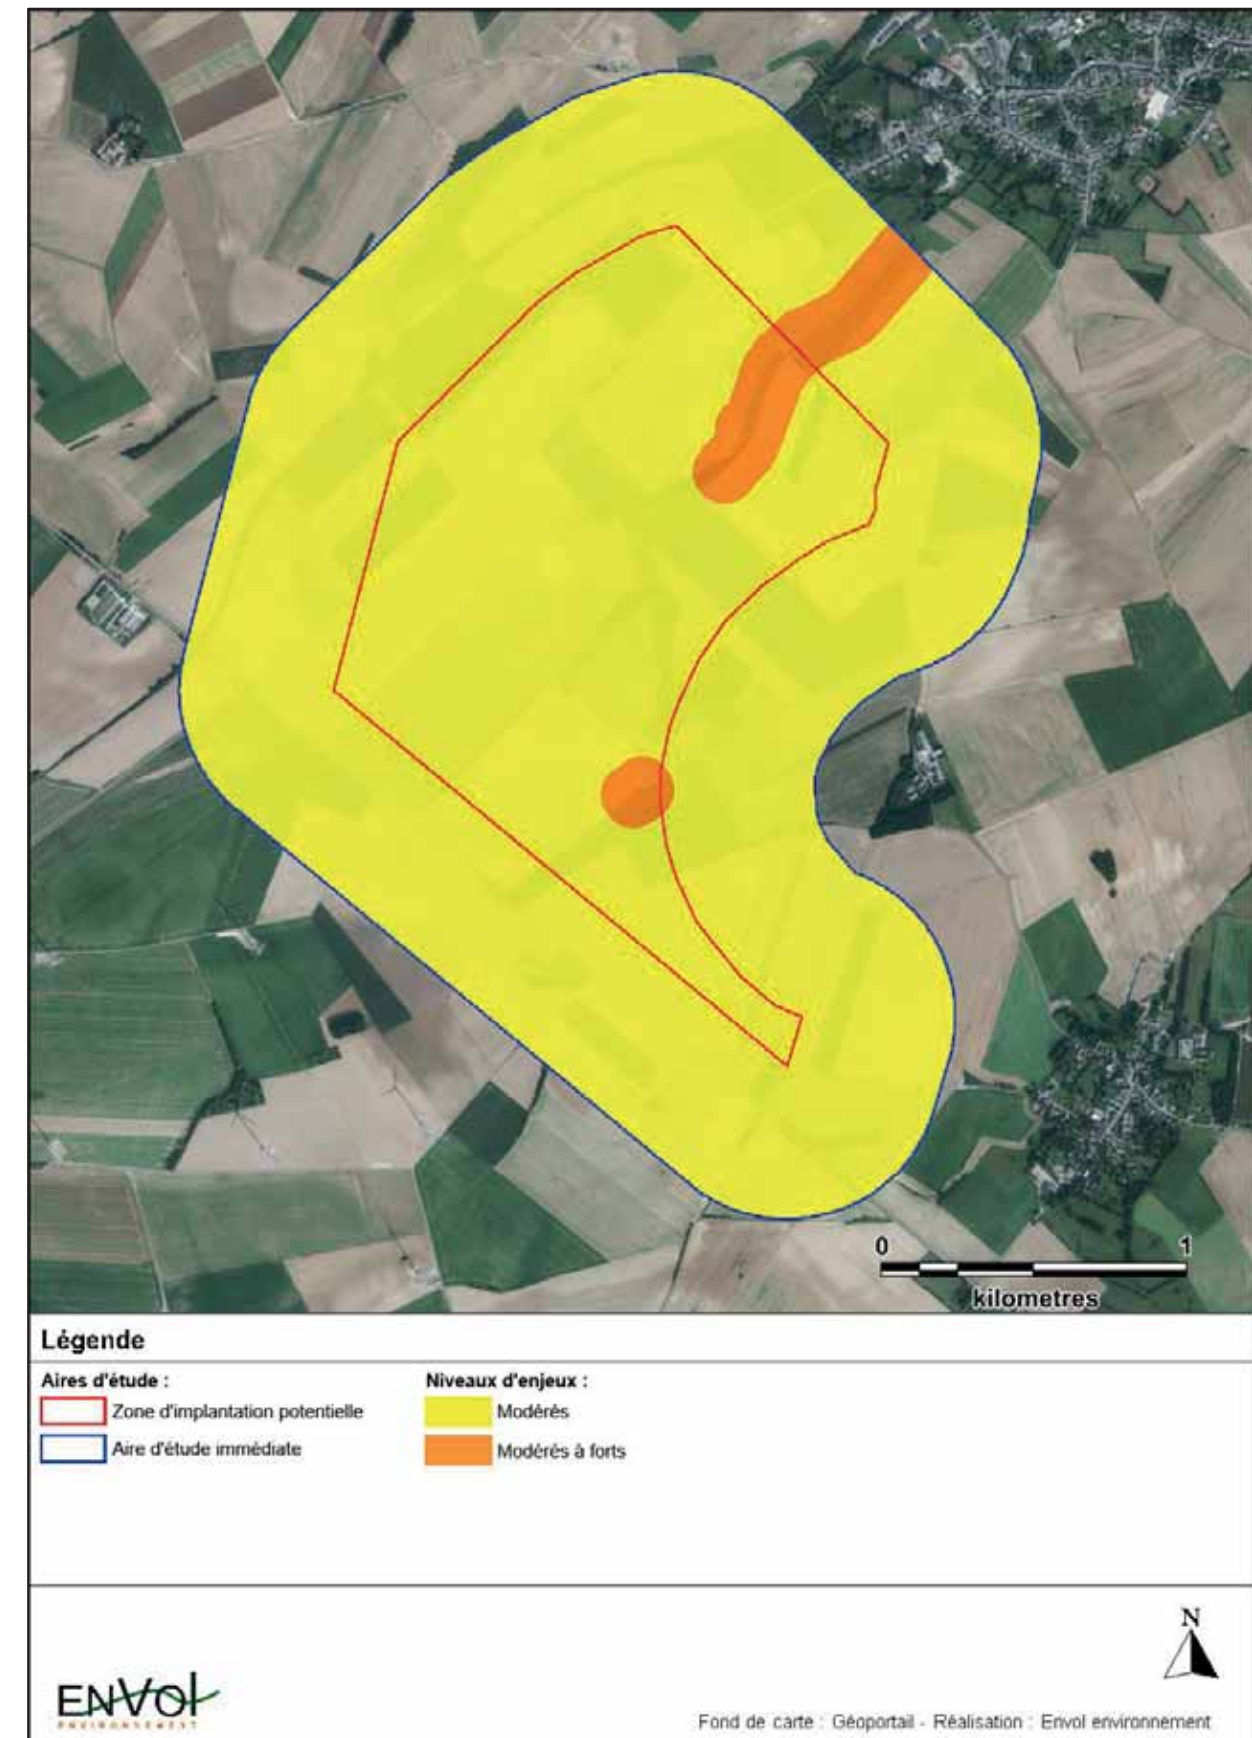 0 1
kilometres
Légende
Aires d'étude :
Zone d'implantation potentielle
Aire d'étude immédiate
Niveaux d'enjeux :
Modérés
Modérés à forts
N
ENVOL
ENVIRONNEMENT
Fond de carte : Géoportail - Réalisation : Envol environnement